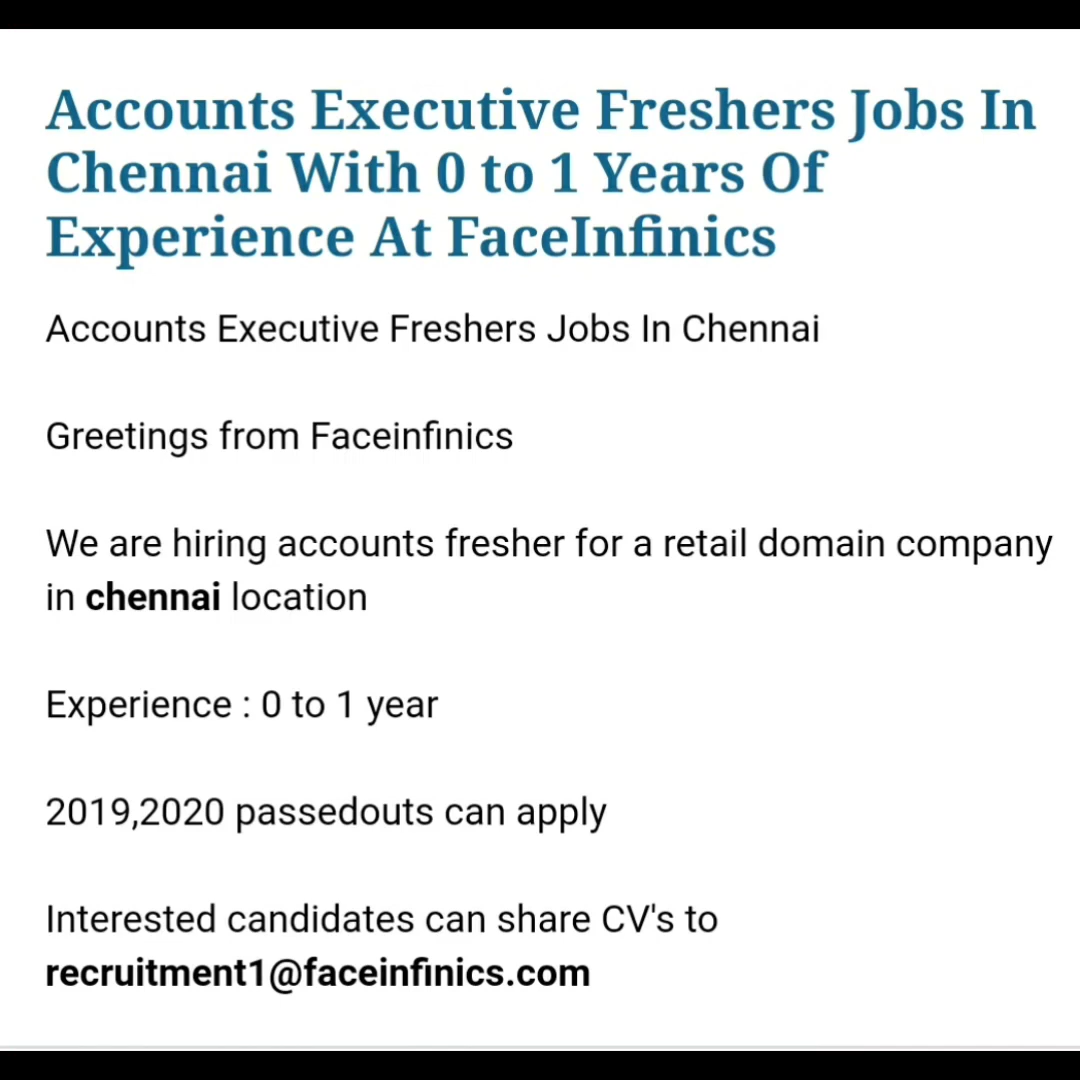 Accounts Executive Freshers Jobs In
Chennai With 0 to 1 Years Of
Experience At FaceInfinics
Accounts Executive Freshers Jobs In Chennai
Greetings from Faceinfinics
We are hiring accounts fresher for a retail domain company
in chennai location
Experience : 0 to 1 year
2019,2020 passedouts can apply
Interested candidates can share CV's to
recruitment1@faceinfinics.com